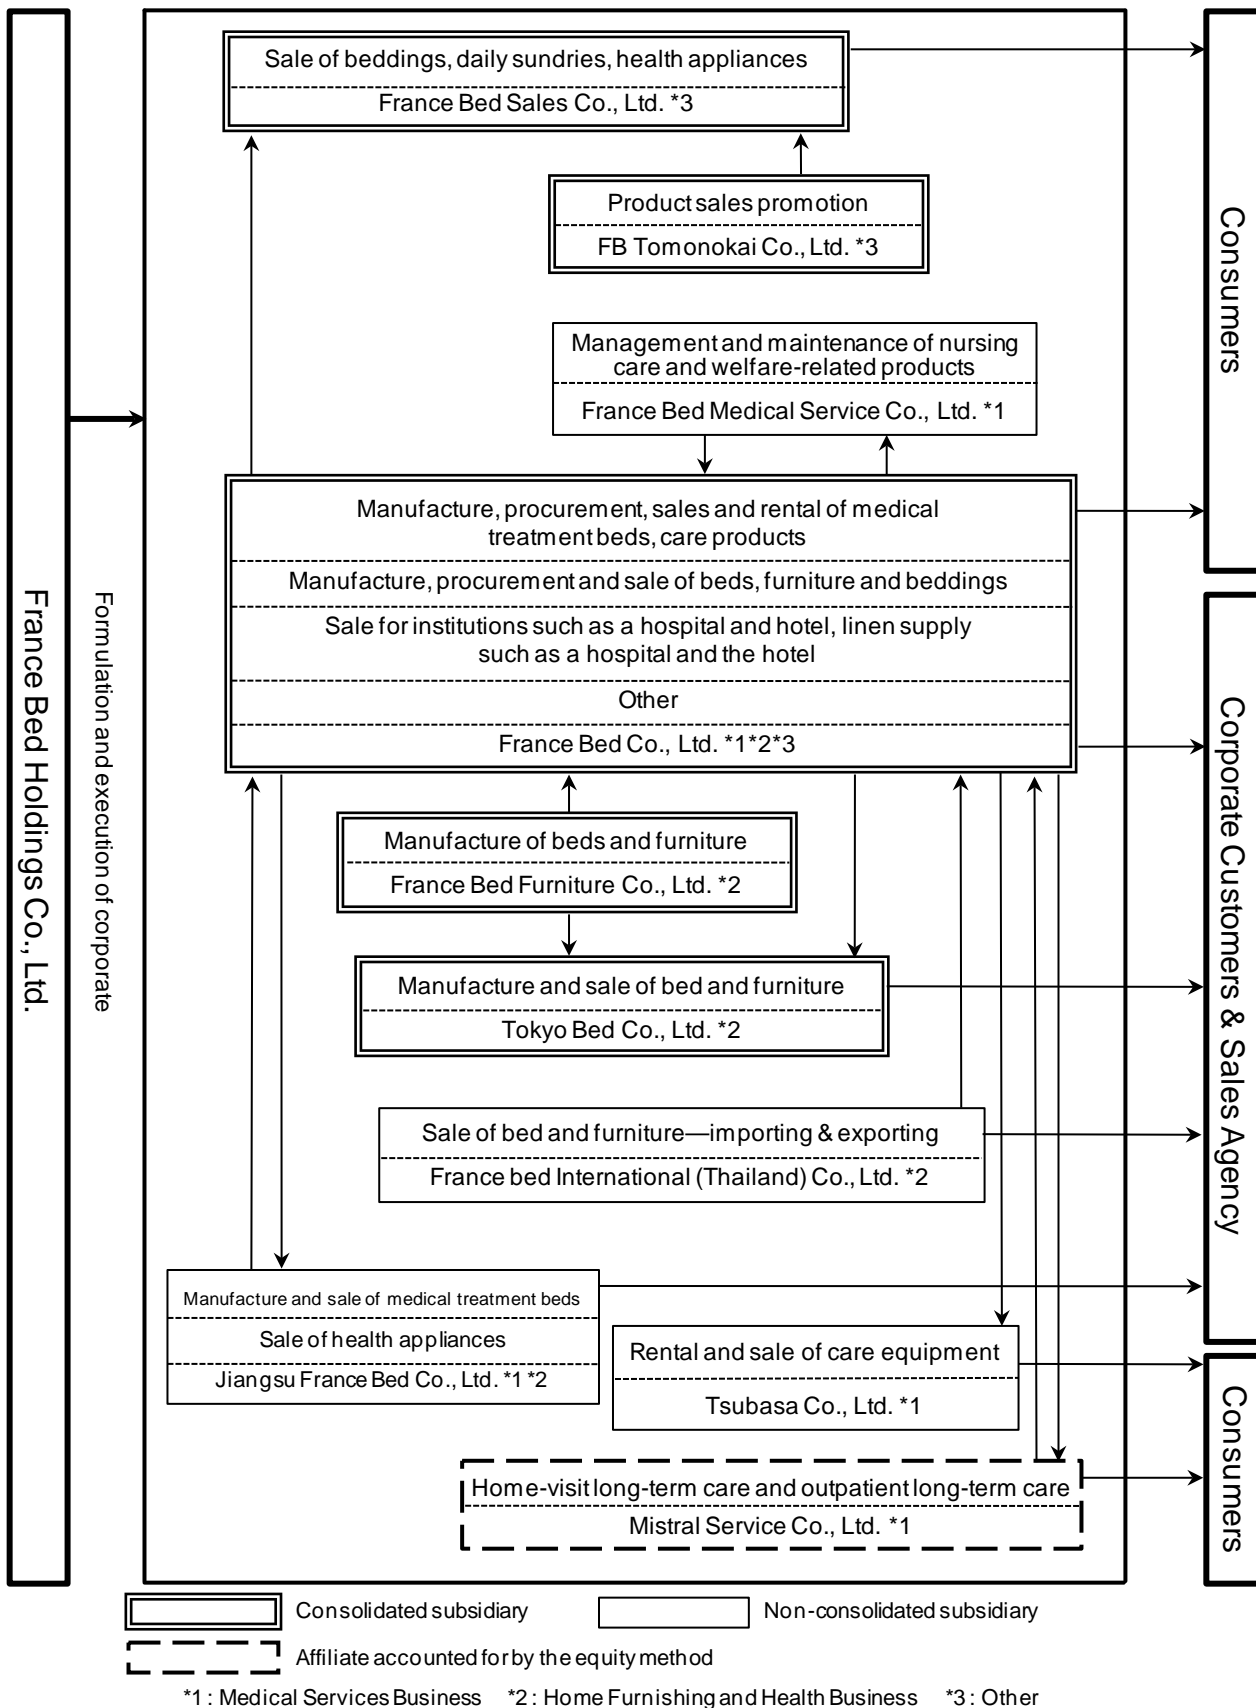 France Bed Holdings Co., Ltd.
Formulation and execution of corporate
Sale of beddings, daily sundries, health appliances
France Bed Sales Co., Ltd. *3
Product sales promotion
FB Tomonokai Co., Ltd. *3
Management and maintenance of nursing
care and welfare-related products
France Bed Medical Service Co., Ltd. *1
Manufacture, procurement, sales and rental of medical
treatment beds, care products
Manufacture, procurement and sale of beds, furniture and beddings
Sale for institutions such as a hospital and hotel, linen supply
such as a hospital and the hotel
Other
France Bed Co., Ltd. *1*2*3
Manufacture of beds and furniture
France Bed Furniture Co., Ltd. *2
Manufacture and sale of bed and furniture
Tokyo Bed Co., Ltd. *2
Sale of bed and furniture—importing & exporting
France bed International (Thailand) Co., Ltd. *2
Manufacture and sale of medical treatment beds
Sale of health appliances
Jiangsu France Bed Co., Ltd. *1 *2
Rental and sale of care equipment
Tsubasa Co., Ltd. *1
Home-visit long-term care and outpatient long-term care
Mistral Service Co., Ltd. *1
Consumers
Corporate Customers & Sales Agency
Consumers
Consolidated subsidiary
Non-consolidated subsidiary
Affiliate accounted for by the equity method
*1 : Medical Services Business *2 : Home Furnishing and Health Business *3 : Other